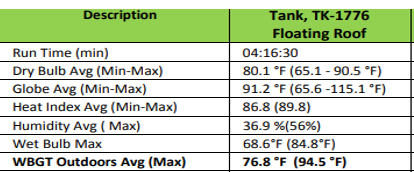 Description Tank, TK-1776
Floating Roof
Run Time (min) 04:16:30
Dry Bulb Avg (Min-Max) 80.1 °F (65.1 - 90.5 °F)
Globe Avg (Min-Max) 91.2 °F (65.6 -115.1 °F)
Heat Index Avg (Min-Max) 86.8 (89.8)
Humidity Avg ( Max) 36.9 %(56%)
Wet Bulb Max 68.6°F (84.8°F)
WBGT Outdoors Avg (Max) 76.8 °F (94.5 °F)